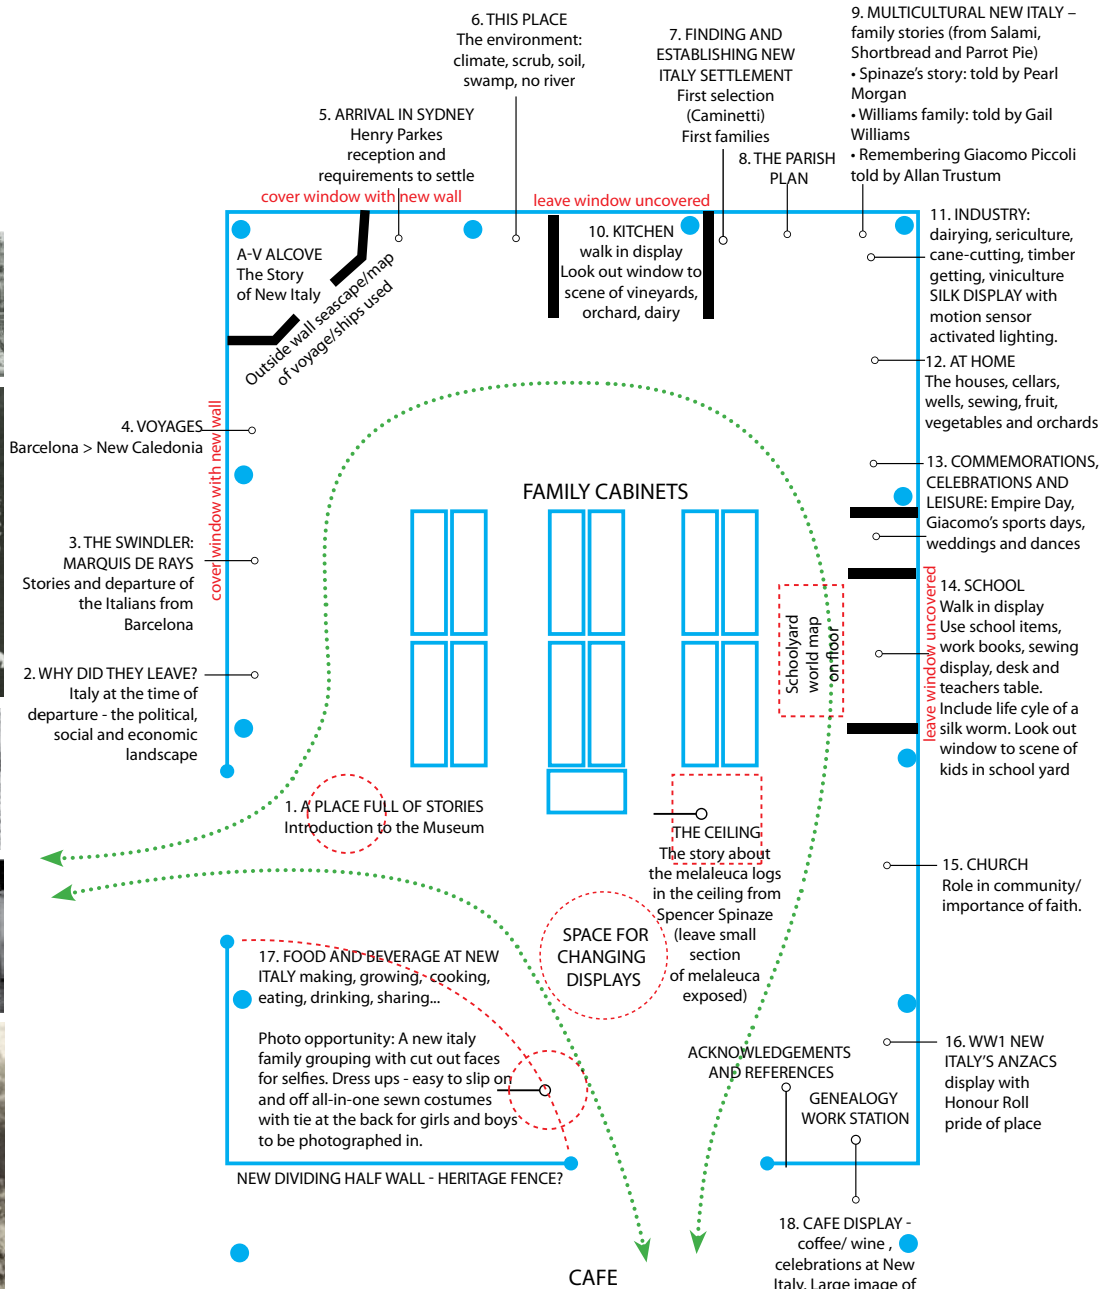 6. THIS PLACE
The environment:
climate, scrub, soil,
swamp, no river
7. FINDING AND
ESTABLISHING NEW
ITALY SETTLEMENT
First selection
(Caminetti)
First families
9. MULTICULTURAL NEW ITALY –
family stories (from Salami,
Shortbread and Parrot Pie)
• Spinaze's story: told by Pearl
Morgan
• Williams family: told by Gail
Williams
• Remembering Giacomo Piccoli
told by Allan Trustum
5. ARRIVAL IN SYDNEY
Henry Parkes
reception and
requirements to settle
8. THE PARISH
PLAN
cover window with new wall
leave window uncovered
A-V ALCOVE
The Story
of New Italy
Outside wall seascape/map
of voyage/ships used
10. KITCHEN
walk in display
Look out window to
scene of vineyards,
orchard, dairy
11. INDUSTRY:
dairying, sericulture,
cane-cutting, timber
getting, viniculture
SILK DISPLAY with
motion sensor
activated lighting.
12. AT HOME
The houses, cellars,
wells, sewing, fruit,
vegetables and orchards
4. VOYAGES
Barcelona > New Caledonia
cover window with new wall
13. COMMEMORATIONS,
CELEBRATIONS AND
LEISURE: Empire Day,
Giacomo's sports days,
weddings and dances
FAMILY CABINETS
3. THE SWINDLER:
MARQUIS DE RAYS
Stories and departure of
the Italians from
Barcelona
Schoolyard
world map
on floor
leave window uncovered
14. SCHOOL
Walk in display
Use school items,
work books, sewing
display, desk and
teachers table.
Include life cyle of a
silk worm. Look out
window to scene of
kids in school yard
2. WHY DID THEY LEAVE?
Italy at the time of
departure - the political,
social and economic
landscape
1. A PLACE FULL OF STORIES
Introduction to the Museum
THE CEILING
The story about
the melaleuca logs
in the ceiling from
Spencer Spinaze
(leave small
section
of melaleuca
exposed)
15. CHURCH
Role in community/
importance of faith.
SPACE FOR
CHANGING
DISPLAYS
17. FOOD AND BEVERAGE AT NEW
ITALY making, growing, cooking,
eating, drinking, sharing...
Photo opportunity: A new italy
family grouping with cut out faces
for selfies. Dress ups - easy to slip on
and off all-in-one sewn costumes
with tie at the back for girls and boys
to be photographed in.
ACKNOWLEDGEMENTS
AND REFERENCES
GENEALOGY
WORK STATION
16. WW1 NEW
ITALY'S ANZACS
display with
Honour Roll
pride of place
NEW DIVIDING HALF WALL - HERITAGE FENCE?
18. CAFE DISPLAY -
coffee/ wine ,
celebrations at New
Italy. Large image of
CAFE